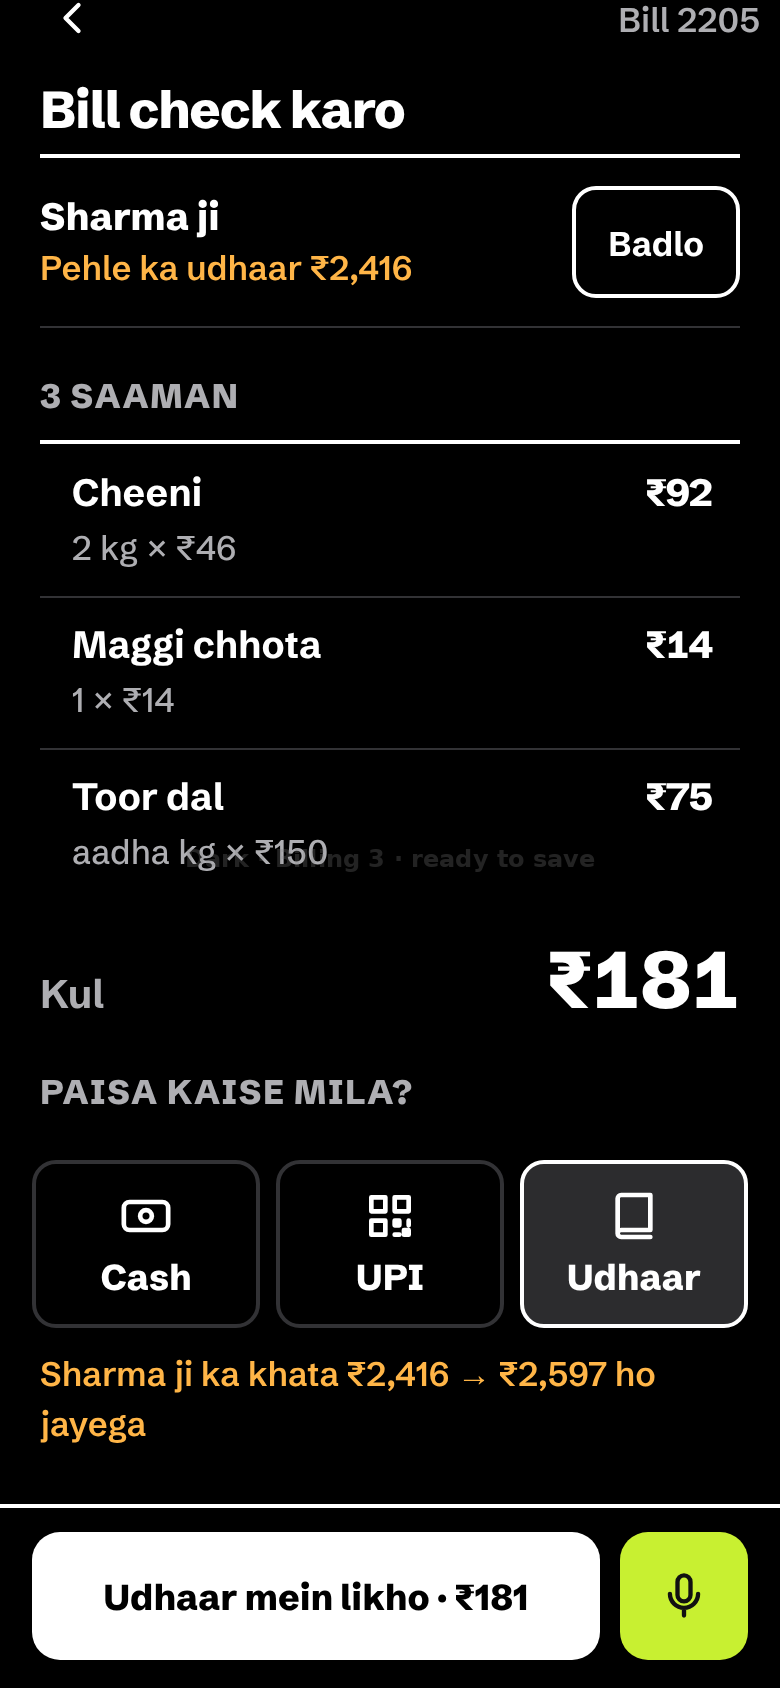 Bill 2205
Bill check karo
Sharma ji
Pehle ka udhaar ₹2,416
Badlo
3 SAAMAN
Cheeni
₹92
2 kg × ₹46
Maggi chhota
₹14
1 × ₹14
Toor dal
₹75
aadha kg × ₹150
Dark · Billing 3 · ready to save
Kul
₹181
PAISA KAISE MILA?
Cash
UPI
Udhaar
Sharma ji ka khata ₹2,416 → ₹2,597 ho
jayega
Udhaar mein likho · ₹181